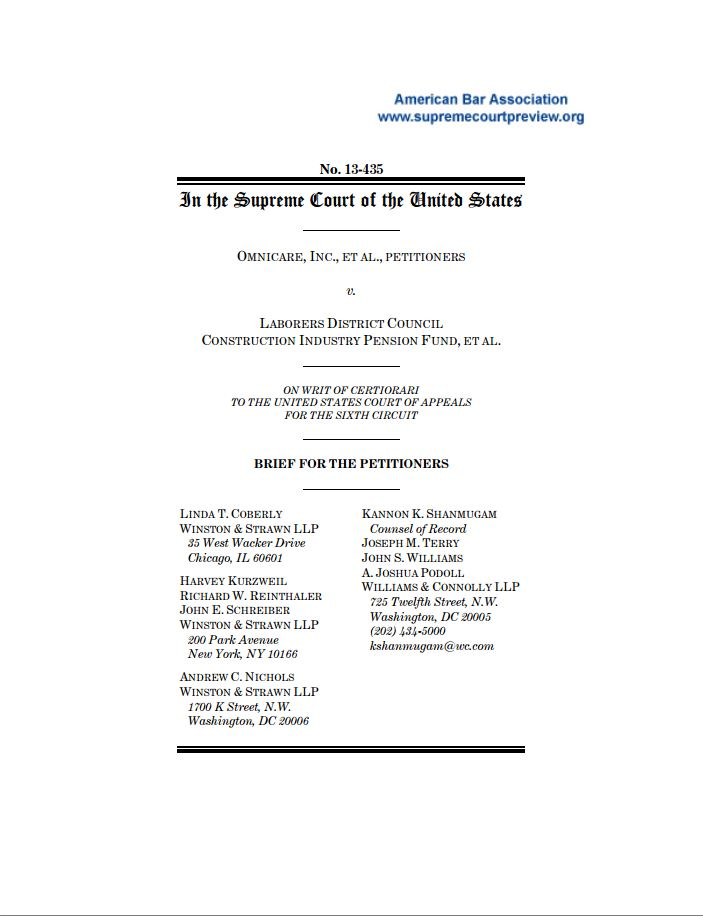 American Bar Association
www.supremecourtpreview.org
No. 13-435
In the Supreme Court of the United States
OMNICARE, INC., ET AL., PETITIONERS
v.
LABORERS DISTRICT COUNCIL
CONSTRUCTION INDUSTRY PENSION FUND, ET AL.
ON WRIT OF CERTIORARI
TO THE UNITED STATES COURT OF APPEALS
FOR THE SIXTH CIRCUIT
BRIEF FOR THE PETITIONERS
LINDA T. COBERLY
WINSTON & STRAWN LLP
35 West Wacker Drive
Chicago, IL 60601
HARVEY KURZWEIL
RICHARD W. REINTHALER
JOHN E. SCHREIBER
WINSTON & STRAWN LLP
200 Park Avenue
New York, NY 10166
ANDREW C. NICHOLS
WINSTON & STRAWN LLP
1700 K Street, N.W.
Washington, DC 20006
KANNON K. SHANMUGAM
Counsel of Record
JOSEPH M. TERRY
JOHN S. WILLIAMS
A. JOSHUA PODOLL
WILLIAMS & CONNOLLY LLP
725 Twelfth Street, N.W.
Washington, DC 20005
(202) 434-5000
kshanmugam@wc.com